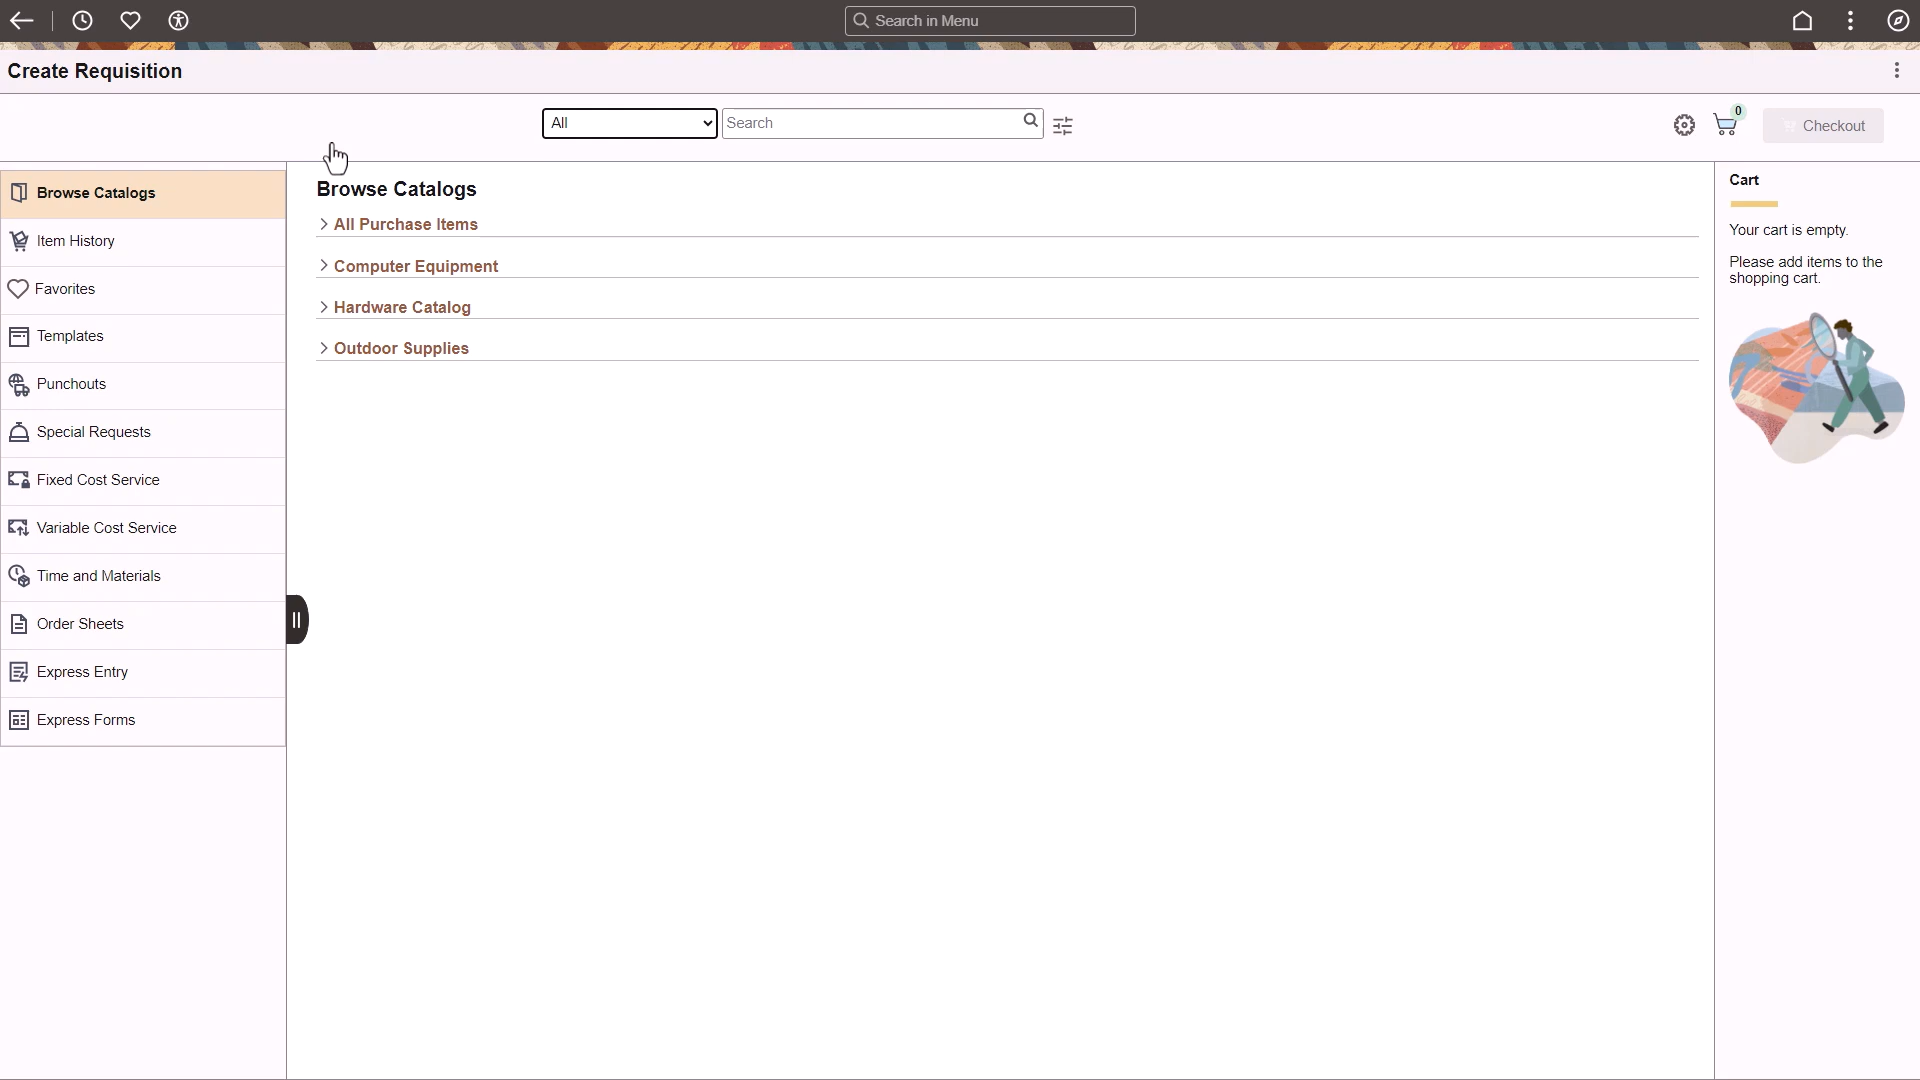 Search in Menu
Create Requisition
All
Search
0
Checkout
Browse Catalogs
Item History
Favorites
Templates
Punchouts
Special Requests
Fixed Cost Service
Variable Cost Service
Time and Materials
Order Sheets
Express Entry
Express Forms
Browse Catalogs
All Purchase Items
Computer Equipment
Hardware Catalog
Outdoor Supplies
Cart
Your cart is empty.
Please add items to the
shopping cart.